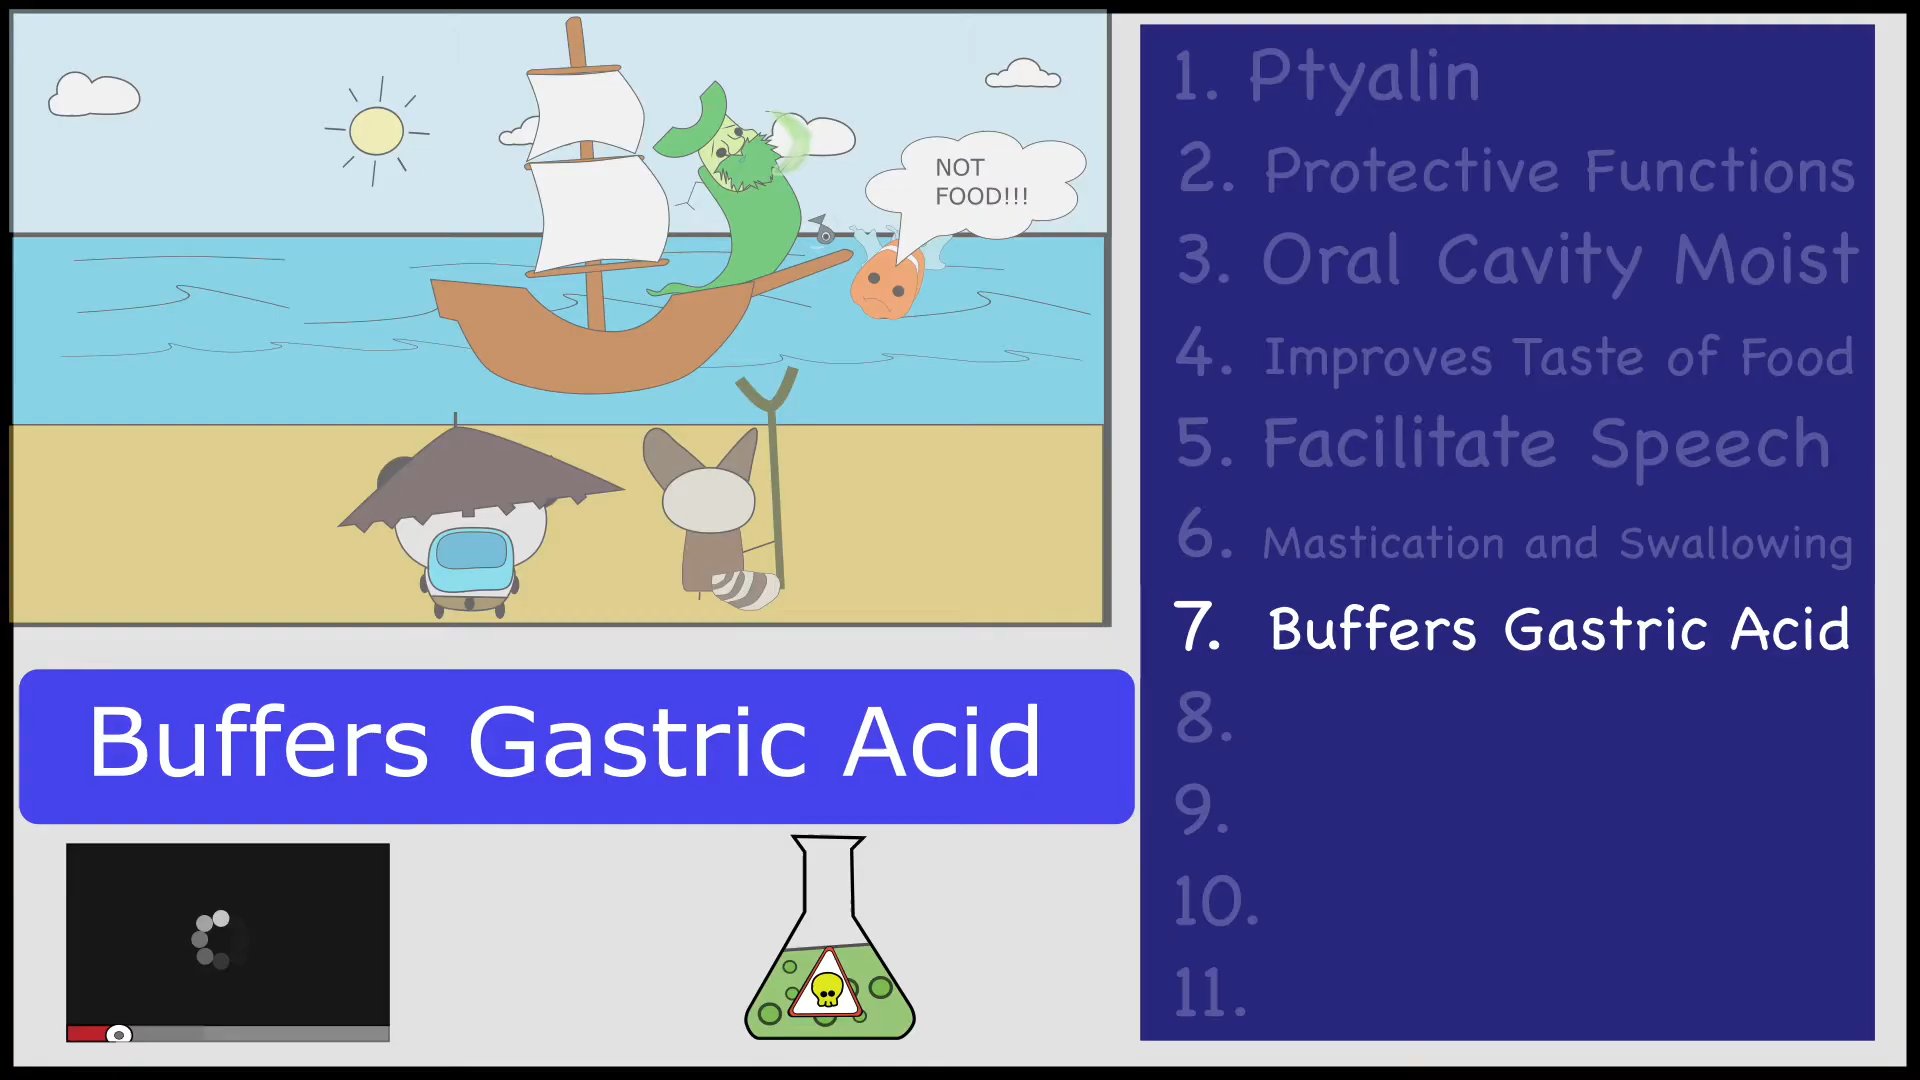 NOT
FOOD!!!
Buffers Gastric Acid
1. Ptyalin
2. Protective Functions
3. Oral Cavity Moist
4. Improves Taste of Food
5. Facilitate Speech
6. Mastication and Swallowing
7. Buffers Gastric Acid
8.
9.
10.
11.